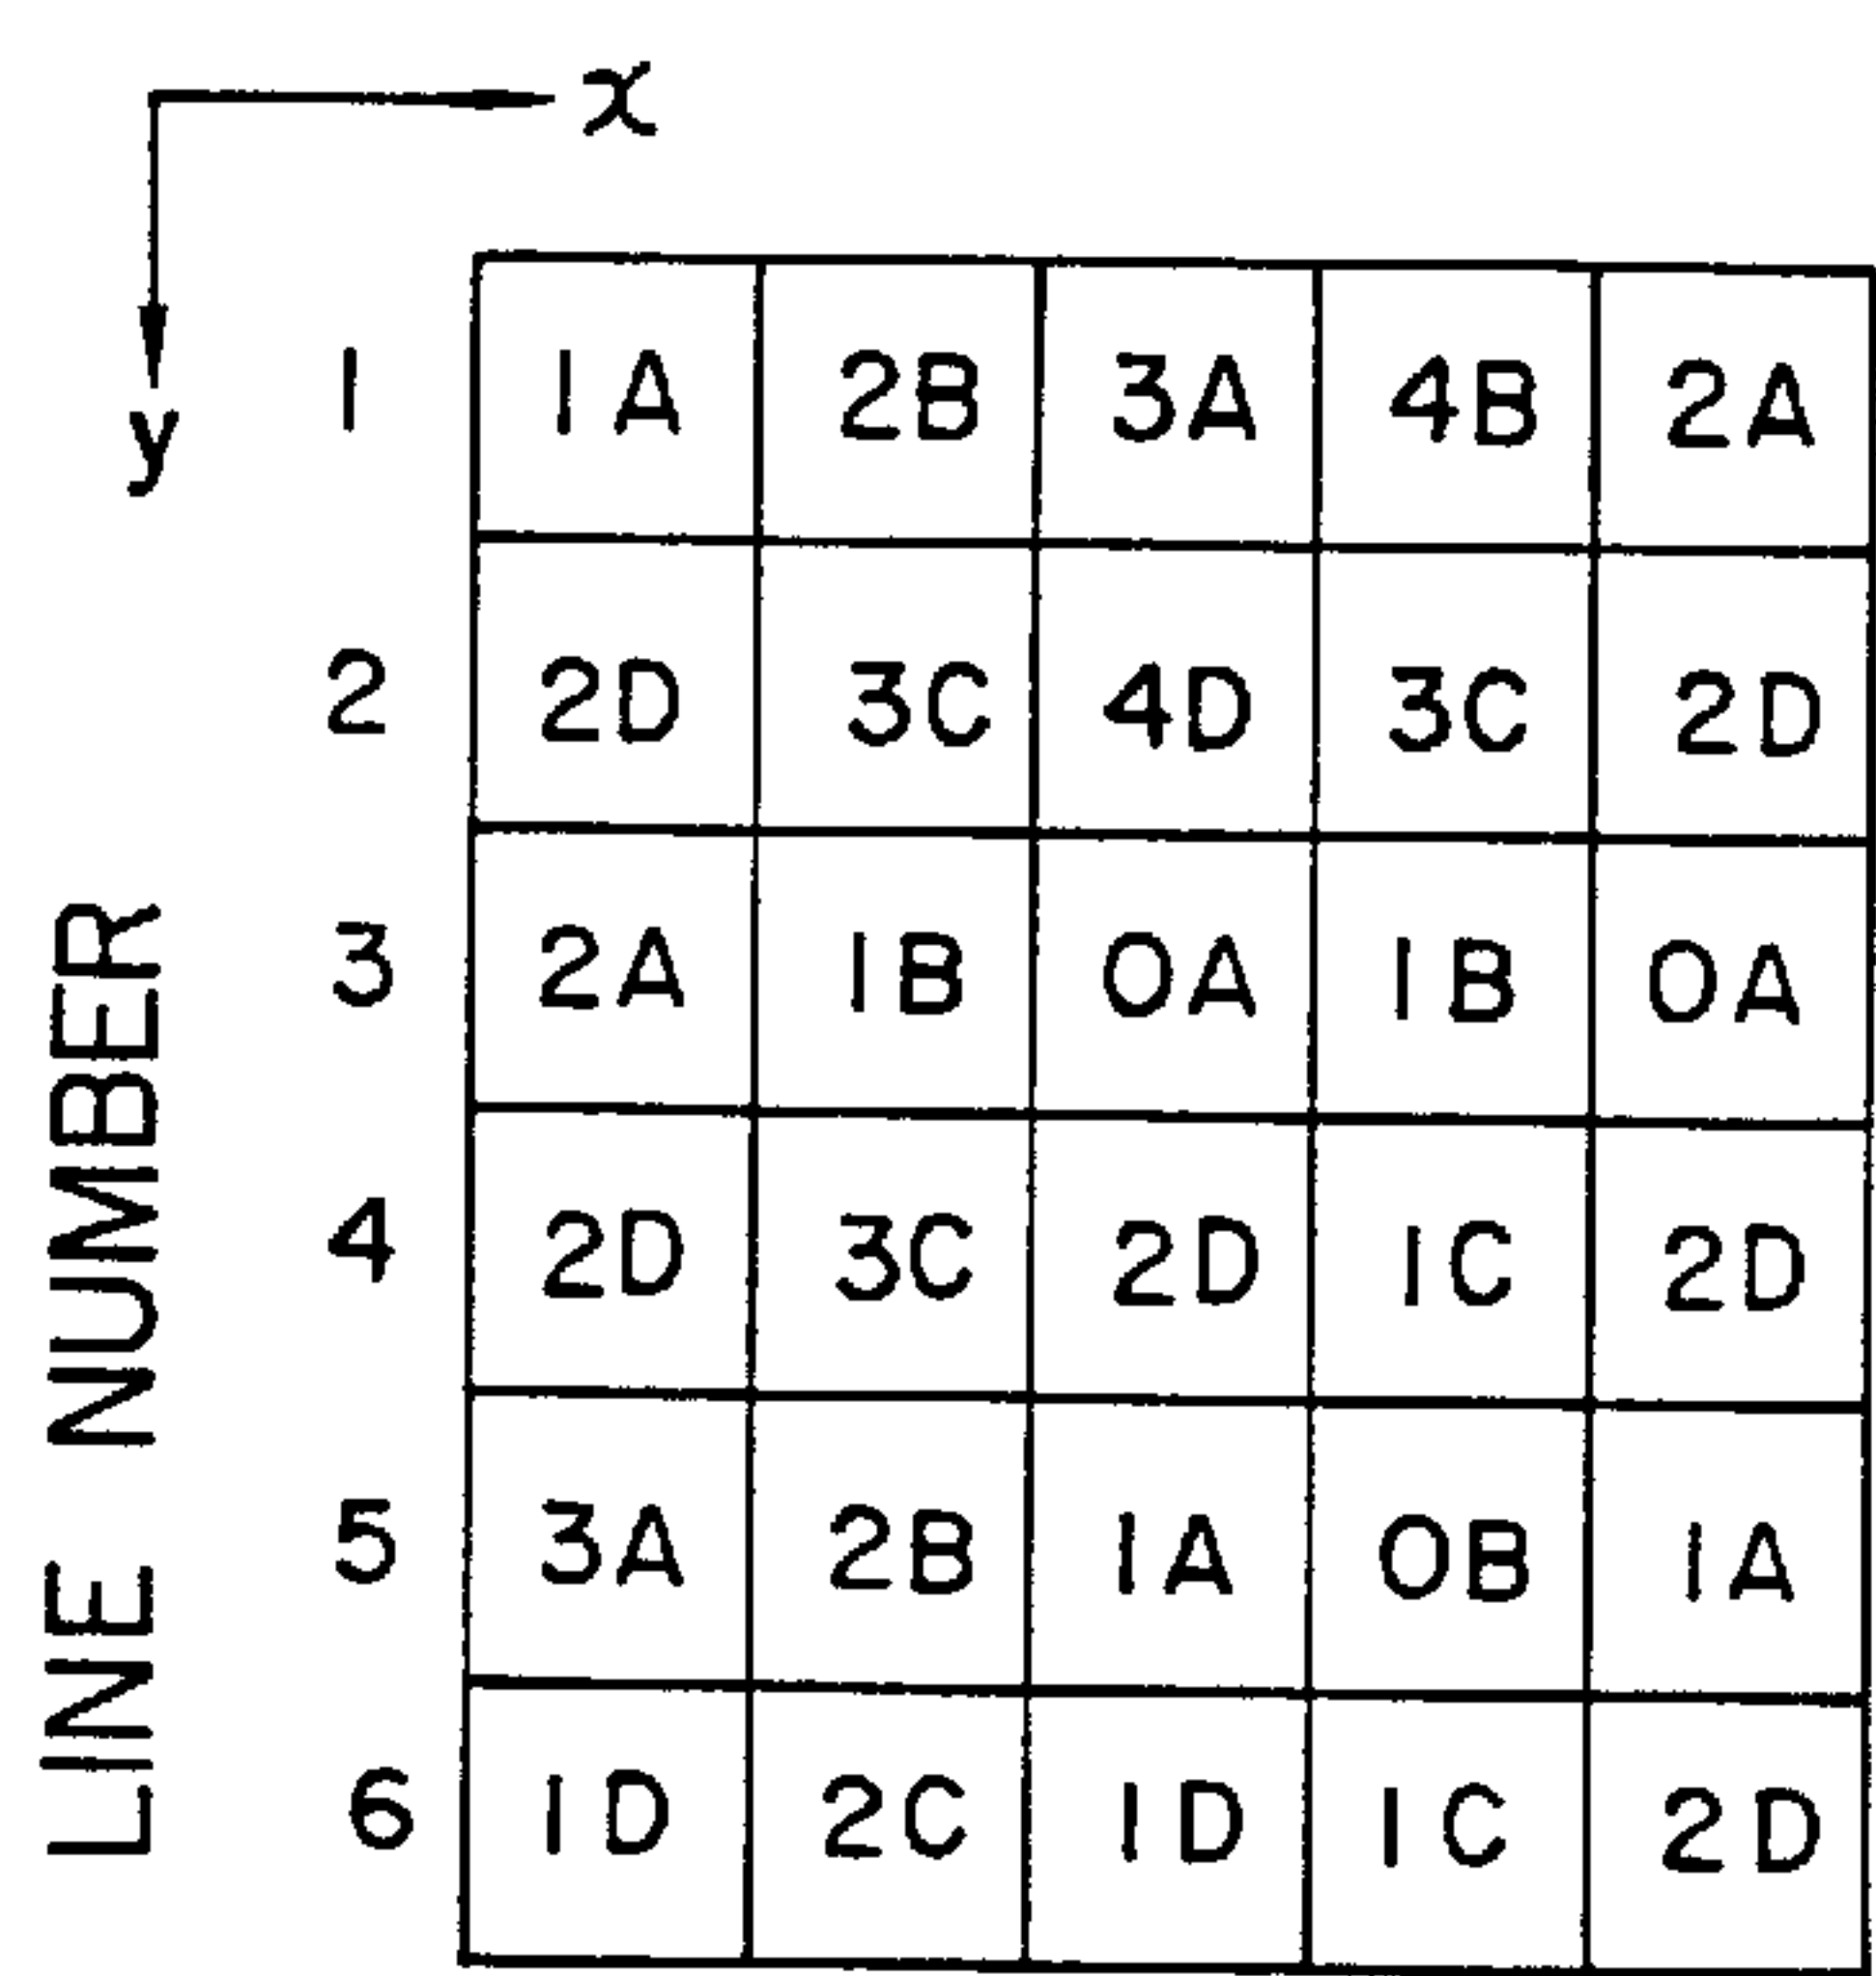 x
y
LINE NUMBER
1 1A 2B 3A 4B 2A
2 2D 3C 4D 3C 2D
3 2A 1B 0A 1B 0A
4 2D 3C 2D 1C 2D
5 3A 2B 1A 0B 1A
6 1D 2C 1D 1C 2D